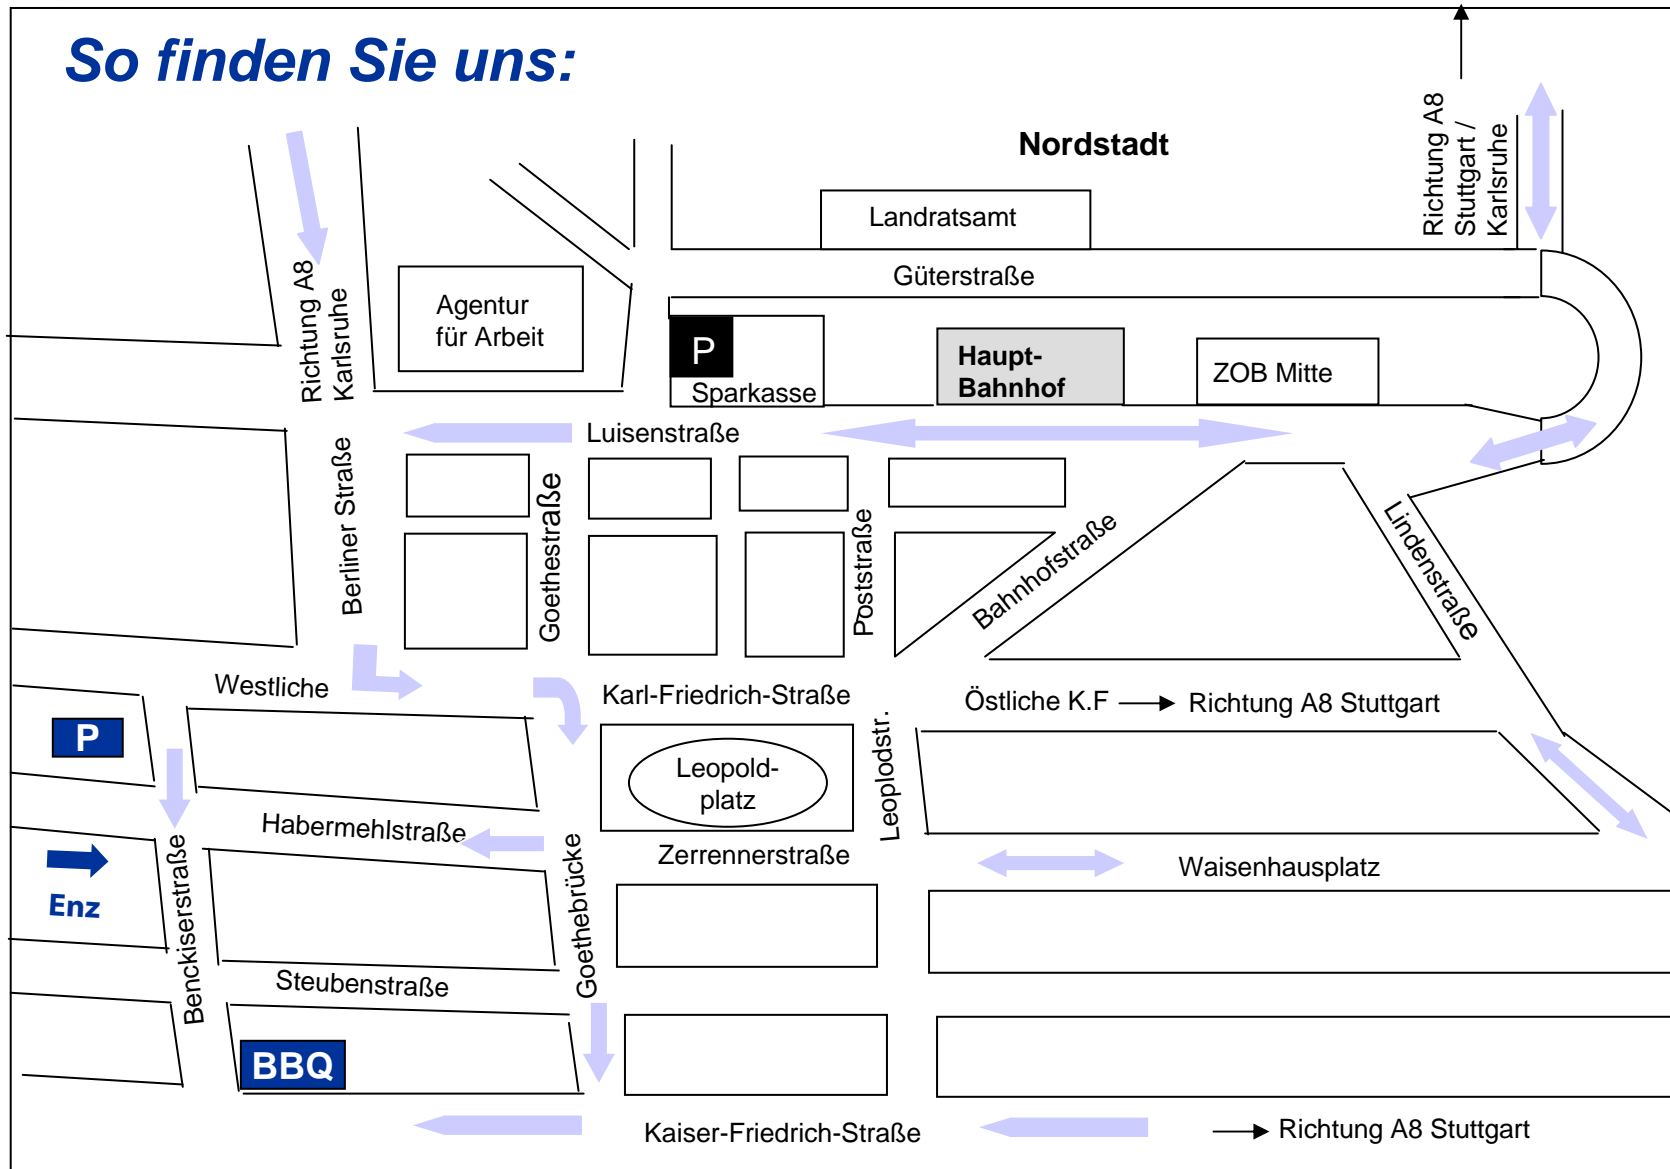 So finden Sie uns:
Richtung A8
Stuttgart /
Karlsruhe
Nordstadt
Landratsamt
Güterstraße
Richtung A8
Karlsruhe
Agentur
für Arbeit
P
Sparkasse
Haupt-
Bahnhof
ZOB Mitte
Luisenstraße
Berliner Straße
Goethestraße
Poststraße
Bahnhofstraße
Lindenstraße
Westliche
Karl-Friedrich-Straße
Östliche K.F
Richtung A8 Stuttgart
P
Leopold-
platz
Leoplodstr.
Habermehlstraße
Zerrennerstraße
Waisenhausplatz
Enz
Benckiserstraße
Goethebrücke
Steubenstraße
BBQ
Kaiser-Friedrich-Straße
Richtung A8 Stuttgart